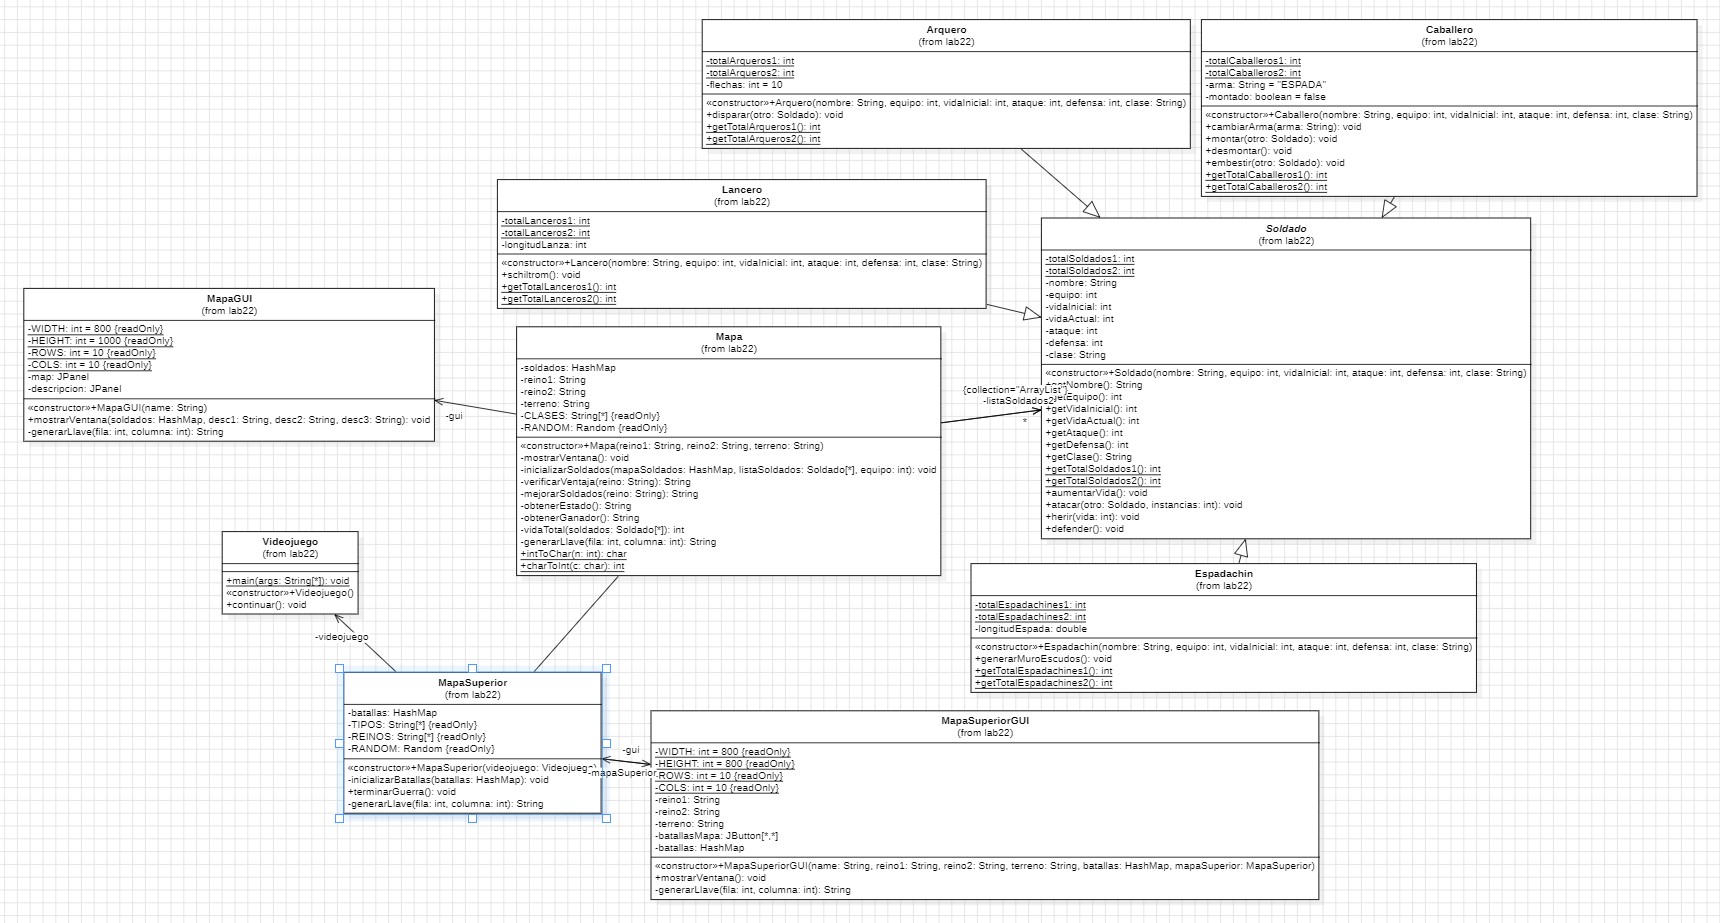 Arquero
(from lab22)
-totalArqueros1: int
-totalArqueros2: int
-flechas: int = 10
«constructor»+Arquero(nombre: String, equipo: int, vidaInicial: int, ataque: int, defensa: int, clase: String)
+disparar(otro: Soldado): void
+getTotalArqueros1(): int
+getTotalArqueros2(): int
Caballero
(from lab22)
-totalCaballeros1: int
-totalCaballeros2: int
-arma: String = "ESPADA"
-montado: boolean = false
«constructor»+Caballero(nombre: String, equipo: int, vidaInicial: int, ataque: int, defensa: int, clase: String)
+cambiarArma(arma: String): void
+montar(otro: Soldado): void
+desmontar(): void
+embestir(otro: Soldado): void
+getTotalCaballeros1(): int
+getTotalCaballeros2(): int
Lancero
(from lab22)
-totalLanceros1: int
-totalLanceros2: int
-longitudLanza: int
«constructor»+Lancero(nombre: String, equipo: int, vidaInicial: int, ataque: int, defensa: int, clase: String)
+schiltrom(): void
+getTotalLanceros1(): int
+getTotalLanceros2(): int
Soldado
(from lab22)
-totalSoldados1: int
-totalSoldados2: int
-nombre: String
-equipo: int
-vidaInicial: int
-vidaActual: int
-ataque: int
-defensa: int
-clase: String
«constructor»+Soldado(nombre: String, equipo: int, vidaInicial: int, ataque: int, defensa: int, clase: String)
+getNombre(): String
+getEquipo(): int
+getVidaInicial(): int
+getVidaActual(): int
+getAtaque(): int
+getDefensa(): int
+getClase(): String
+getTotalSoldados1(): int
+getTotalSoldados2(): int
+aumentarVida(): void
+atacar(otro: Soldado, instancias: int): void
+herir(vida: int): void
+defender(): void
MapaGUI
(from lab22)
-WIDTH: int = 800 {readOnly}
-HEIGHT: int = 1000 {readOnly}
-ROWS: int = 10 {readOnly}
-COLS: int = 10 {readOnly}
-map: JPanel
-descripcion: JPanel
«constructor»+MapaGUI(name: String)
+mostrarVentana(soldados: HashMap, desc1: String, desc2: String, desc3: String): void
-generarLlave(fila: int, columna: int): String
-gui
Mapa
(from lab22)
-soldados: HashMap
-reino1: String
-reino2: String
-terreno: String
-CLASES: String[*] {readOnly}
-RANDOM: Random {readOnly}
«constructor»+Mapa(reino1: String, reino2: String, terreno: String)
-mostrarVentana(): void
-inicializarSoldados(mapaSoldados: HashMap, listaSoldados: Soldado[*], equipo: int): void
-verificarVentaja(reino: String): String
-mejorarSoldados(reino: String): String
-obtenerEstado(): String
-obtenerGanador(): String
-vidaTotal(soldados: Soldado[*]): int
-generarLlave(fila: int, columna: int): String
+intToChar(n: int): char
+charToInt(c: char): int
{collection="ArrayList"}
-listaSoldados2
*
Videojuego
(from lab22)
+main(args: String[*]): void
«constructor»+Videojuego()
+continuar(): void
-videojuego
Espadachin
(from lab22)
-totalEspadachines1: int
-totalEspadachines2: int
-longitudEspada: double
«constructor»+Espadachin(nombre: String, equipo: int, vidaInicial: int, ataque: int, defensa: int, clase: String)
+generarMuroEscudos(): void
+getTotalEspadachines1(): int
+getTotalEspadachines2(): int
MapaSuperior
(from lab22)
-batallas: HashMap
-TIPOS: String[*] {readOnly}
-REINOS: String[*] {readOnly}
-RANDOM: Random {readOnly}
«constructor»+MapaSuperior(videojuego: Videojuego)
-inicializarBatallas(batallas: HashMap): void
+terminarGuerra(): void
-generarLlave(fila: int, columna: int): String
-gui
-mapaSuperior
MapaSuperiorGUI
(from lab22)
-WIDTH: int = 800 {readOnly}
-HEIGHT: int = 800 {readOnly}
-ROWS: int = 10 {readOnly}
-COLS: int = 10 {readOnly}
-reino1: String
-reino2: String
-terreno: String
-batallasMapa: JButton[*,*]
-batallas: HashMap
«constructor»+MapaSuperiorGUI(name: String, reino1: String, reino2: String, terreno: String, batallas: HashMap, mapaSuperior: MapaSuperior)
+mostrarVentana(): void
-generarLlave(fila: int, columna: int): String